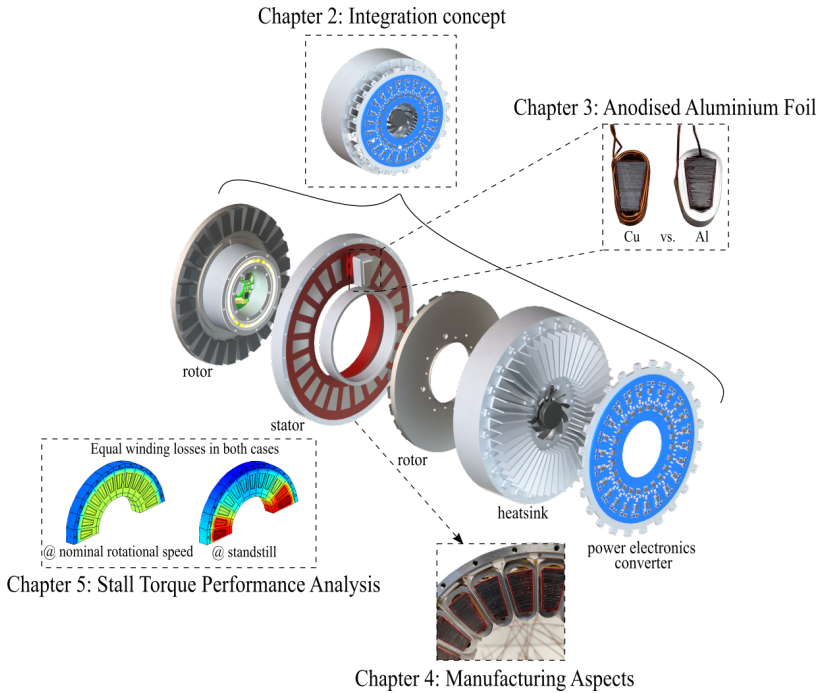 Chapter 2: Integration concept
Chapter 3: Anodised Aluminium Foil
Cu vs. Al
rotor
stator
rotor
heatsink
power electronics
converter
Equal winding losses in both cases
@ nominal rotational speed
@ standstill
Chapter 5: Stall Torque Performance Analysis
Chapter 4: Manufacturing Aspects